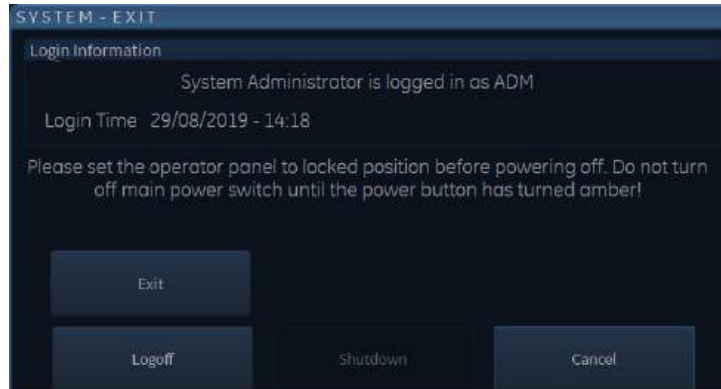 SYSTEM - EXIT
Login Information
System Administrator is logged in as ADM
Login Time 29/08/2019 - 14:18
Please set the operator panel to locked position before powering off. Do not turn
off main power switch until the power button has turned amber!
Exit
Logoff Shutdown Cancel